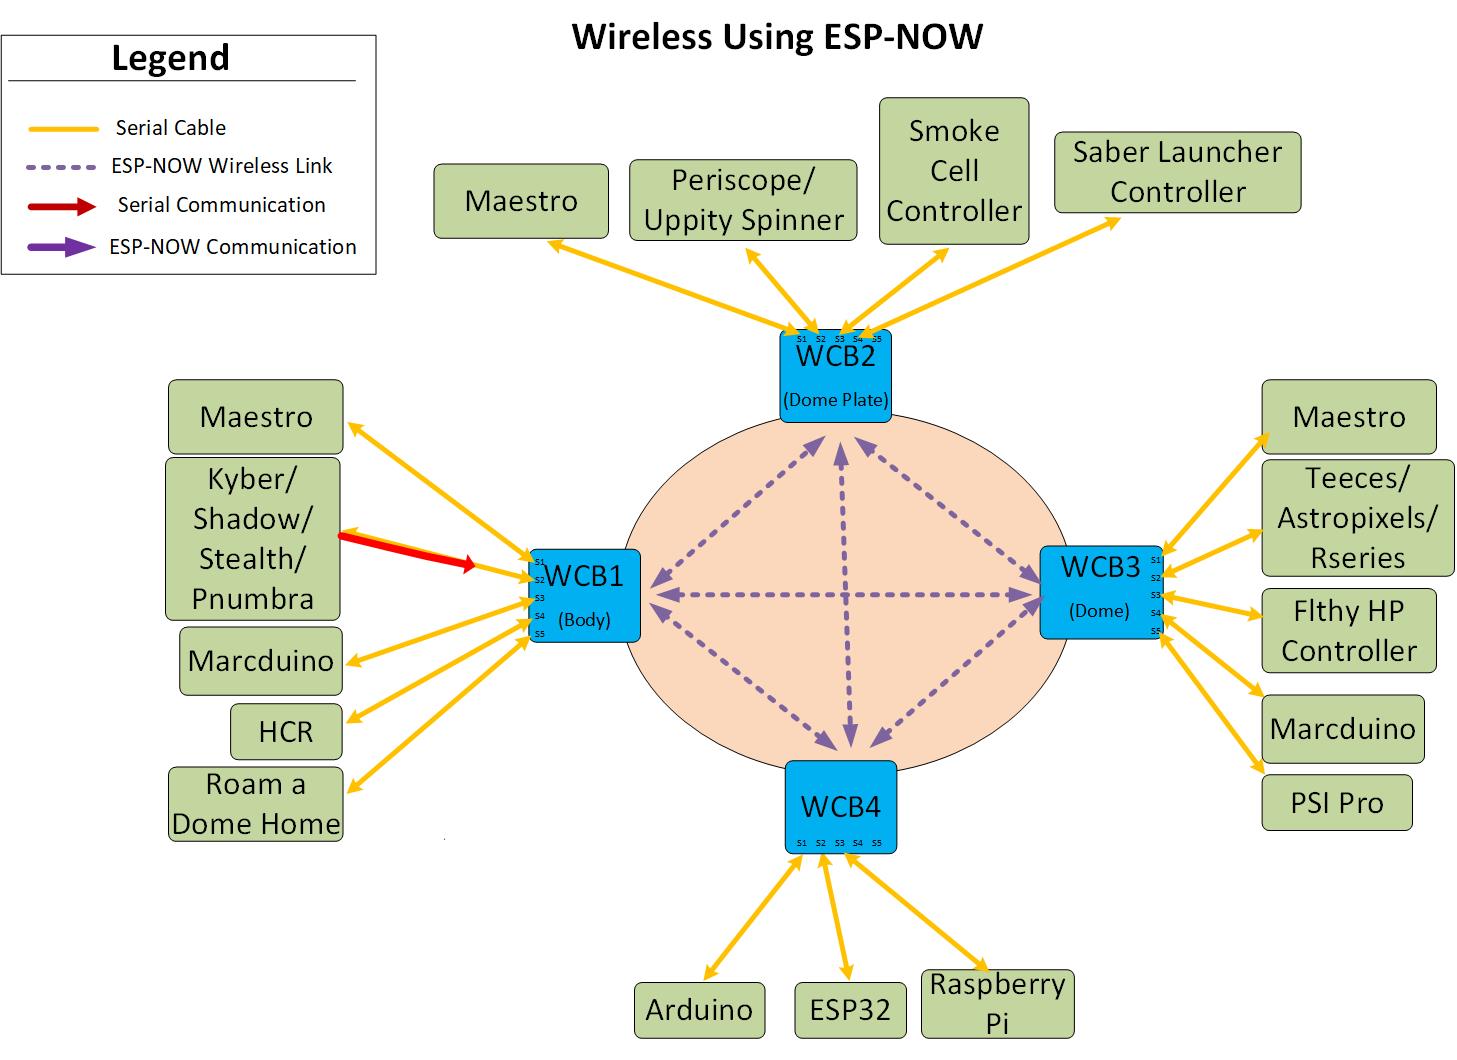 Wireless Using ESP-NOW
Legend
Serial Cable
ESP-NOW Wireless Link
Serial Communication
ESP-NOW Communication
Maestro
Periscope/
Uppity Spinner
Smoke
Cell
Controller
Saber Launcher
Controller
S1 S2 S3 S4 S5
WCB2
(Dome Plate)
Maestro
Kyber/
Shadow/
Stealth/
Pnumbra
Marcduino
HCR
Roam a
Dome Home
S1
S2
S3
S4
S5
WCB1
(Body)
WCB3
(Dome)
S1
S2
S3
S4
S5
Maestro
Teeces/
Astropixels/
Rseries
Flthy HP
Controller
Marcduino
PSI Pro
WCB4
S1 S2 S3 S4 S5
Arduino
ESP32
Raspberry
Pi